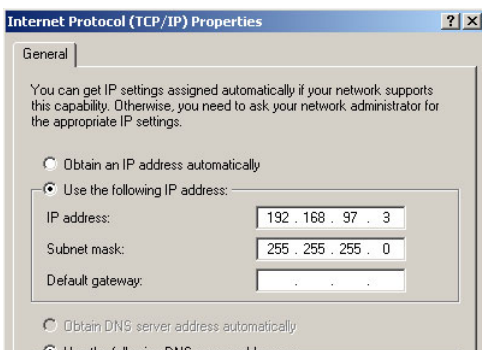 Internet Protocol (TCP/IP) Properties
General
You can get IP settings assigned automatically if your network supports
this capability. Otherwise, you need to ask your network administrator for
the appropriate IP settings.
Obtain an IP address automatically
Use the following IP address:
IP address: 192 . 168 . 97 . 3
Subnet mask: 255 . 255 . 255 . 0
Default gateway: . . .
Obtain DNS server address automatically